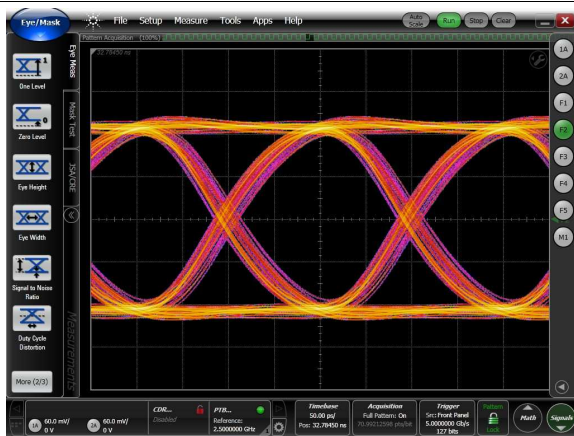 Eye/Mask
File Setup Measure Tools Apps Help
Auto Scale
Run
Stop
Clear
Pattern Acquisition (100%)
32.78450 ns
Eye Meas
Mask Test
JSA/CRE
Measurements
One Level
Zero Level
Eye Height
Eye Width
Signal to Noise
Ratio
Duty Cycle
Distortion
More (2/3)
1A
2A
F1
F2
F3
F4
F5
M1
1A
60.0 mV/
0 V
2A
60.0 mV/
0 V
CDR...
Disabled
PTB...
Reference:
2.5000000 GHz
Timebase
50.00 ps/
Pos: 32.78450 ns
Acquisition
Full Pattern: On
70.99212598 pts/bit
Trigger
Src: Front Panel
5.0000000 Gb/s
127 bits
Pattern
Lock
Math
Signals